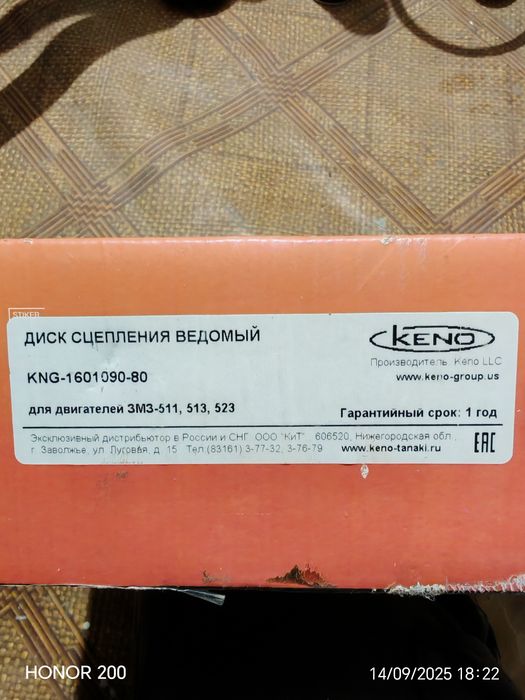 STIKER
ДИСК СЦЕПЛЕНИЯ ВЕДОМЫЙ
KENO
Производитель: Keno LLC
KNG-1601090-80
www.keno-group.us
для двигателей ЗМЗ-511, 513, 523
Гарантийный срок: 1 год
Эксклюзивный дистрибьютор в России и СНГ ООО "КиТ" 606520, Нижегородская обл.,
г. Заволжье, ул. Луговая, д. 15 Тел (83161) 3-77-32, 3-76-79 www.keno-tanaki.ru
EAC
HONOR 200
14/09/2025 18:22